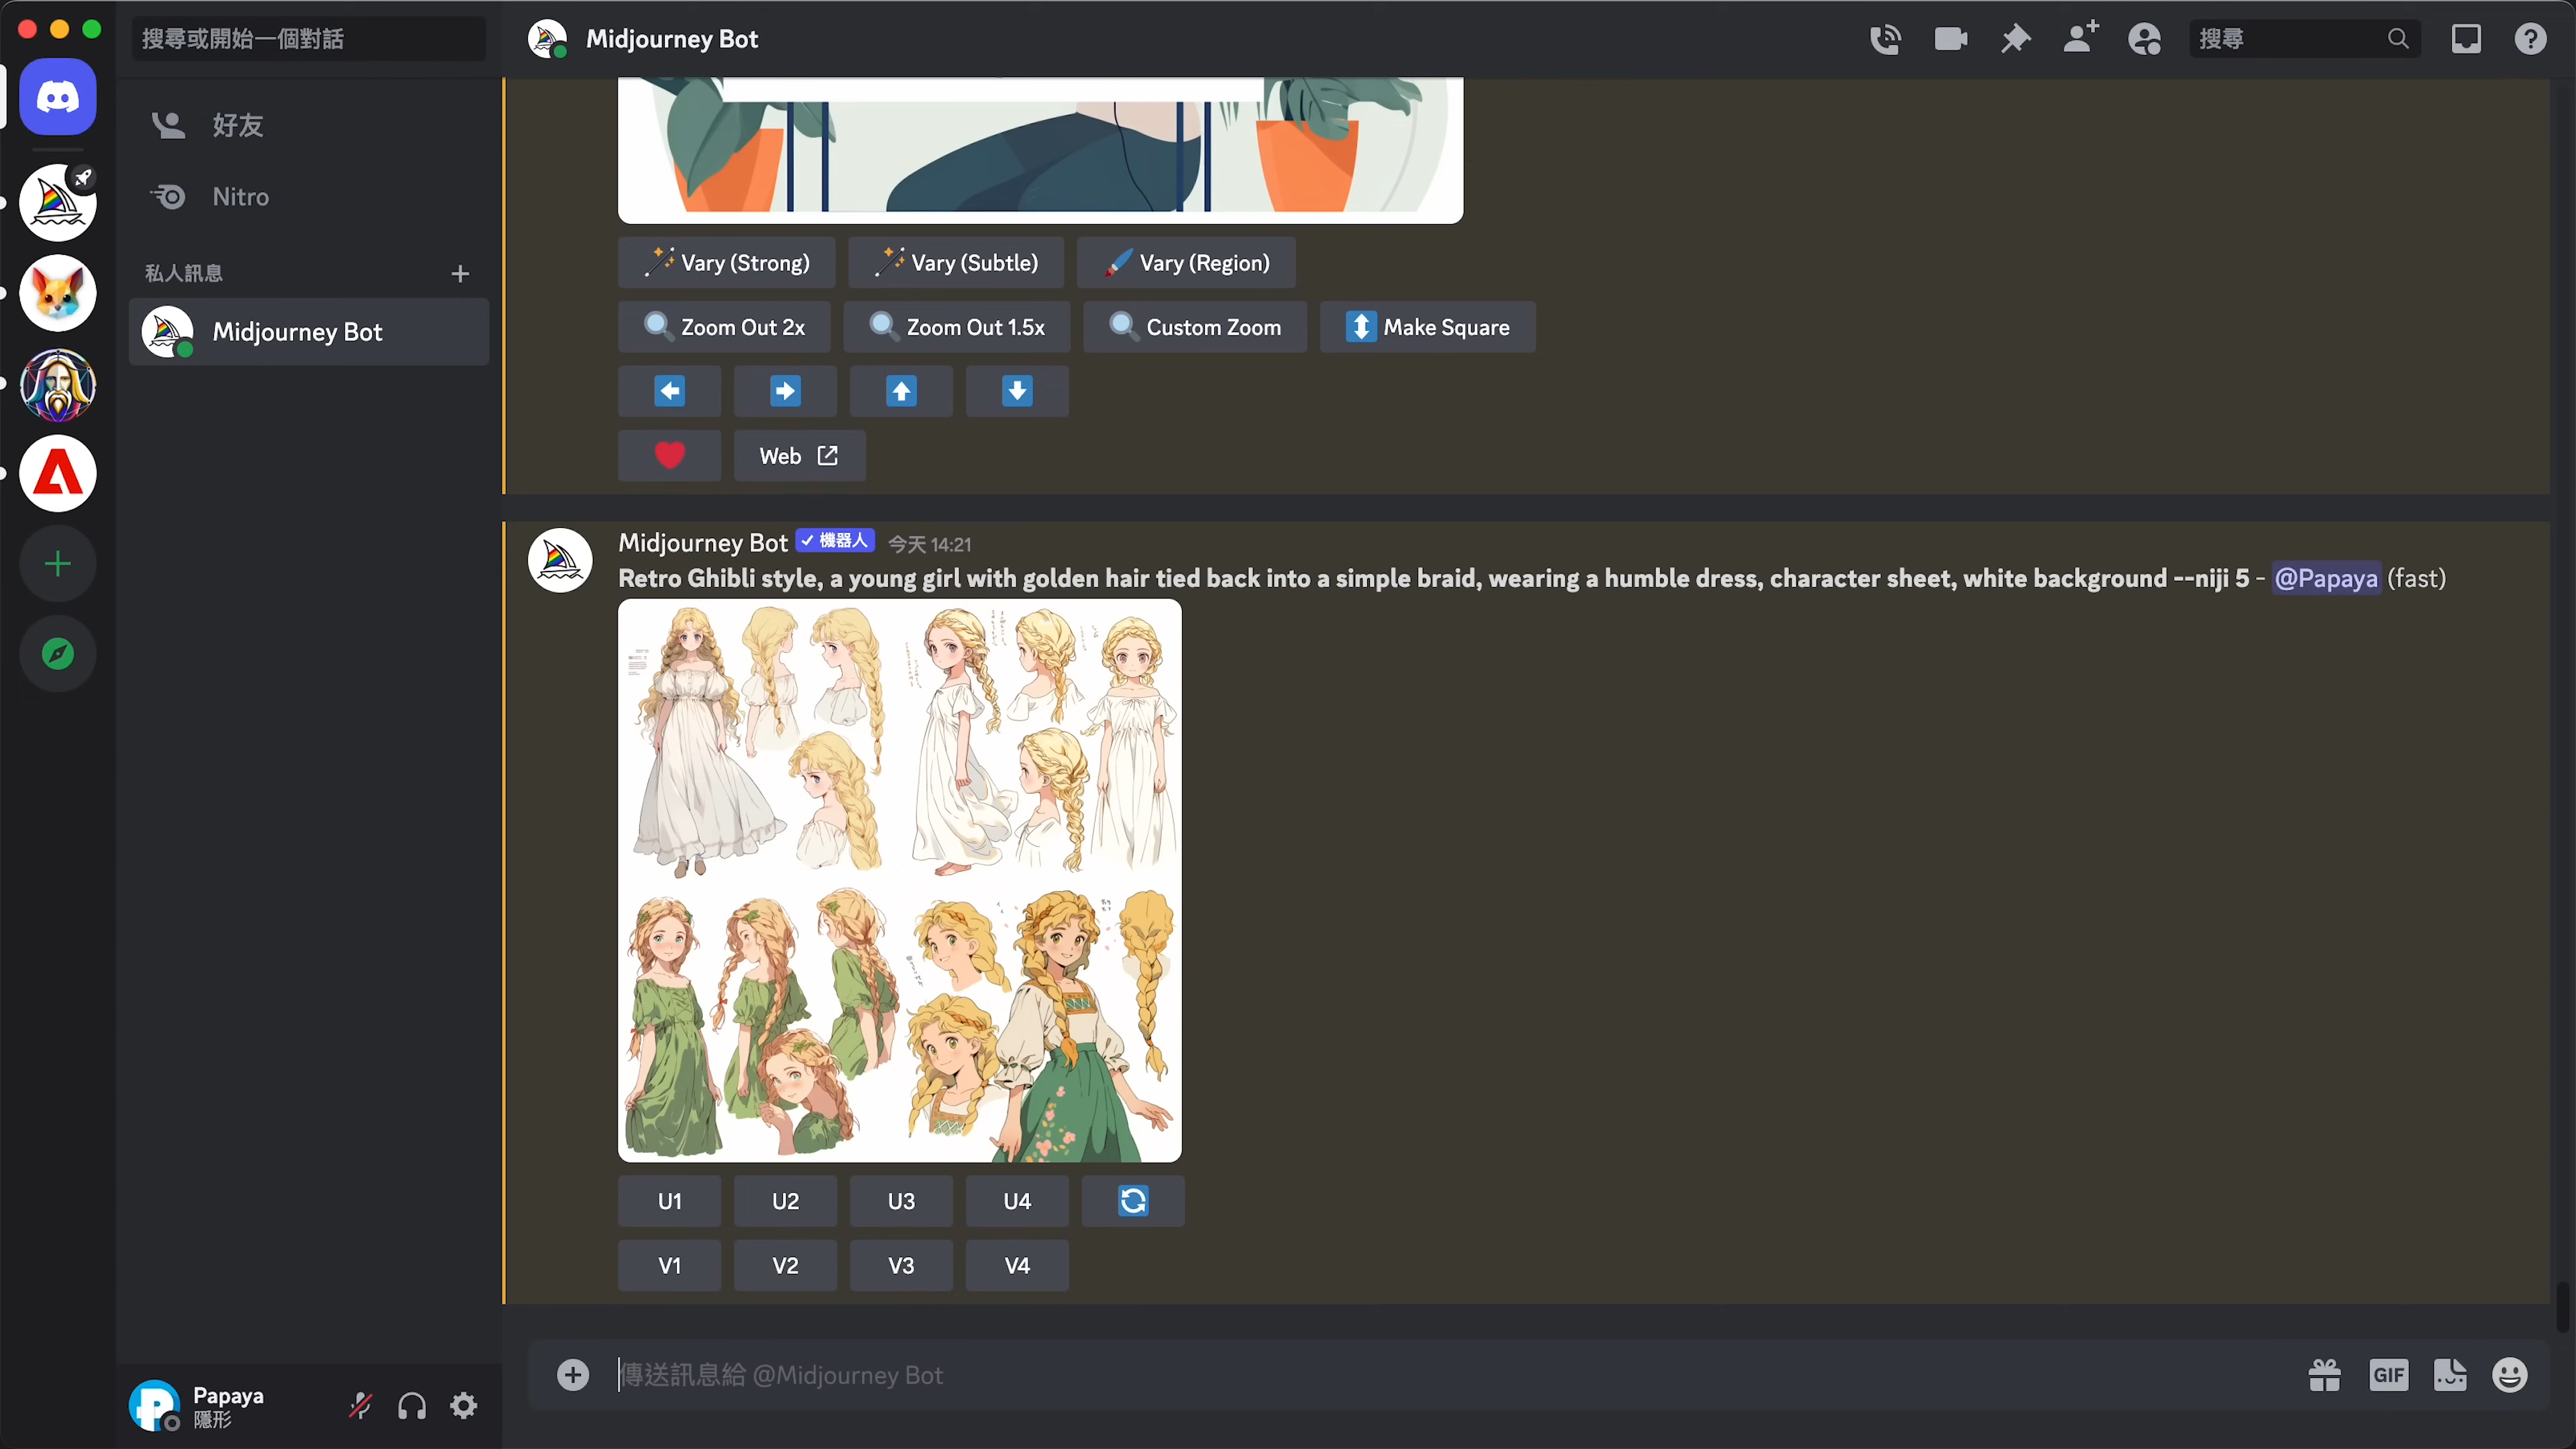 搜尋或開始一個對話
Midjourney Bot
搜尋
好友
Nitro
私人訊息
Midjourney Bot
Vary (Strong)
Vary (Subtle)
Vary (Region)
Zoom Out 2x
Zoom Out 1.5x
Custom Zoom
Make Square
Web
Midjourney Bot 機器人 今天 14:21
Retro Ghibli style, a young girl with golden hair tied back into a simple braid, wearing a humble dress, character sheet, white background --niji 5 - @Papaya (fast)
U1 U2 U3 U4
V1 V2 V3 V4
傳送訊息給 @Midjourney Bot
GIF
Papaya
隱形